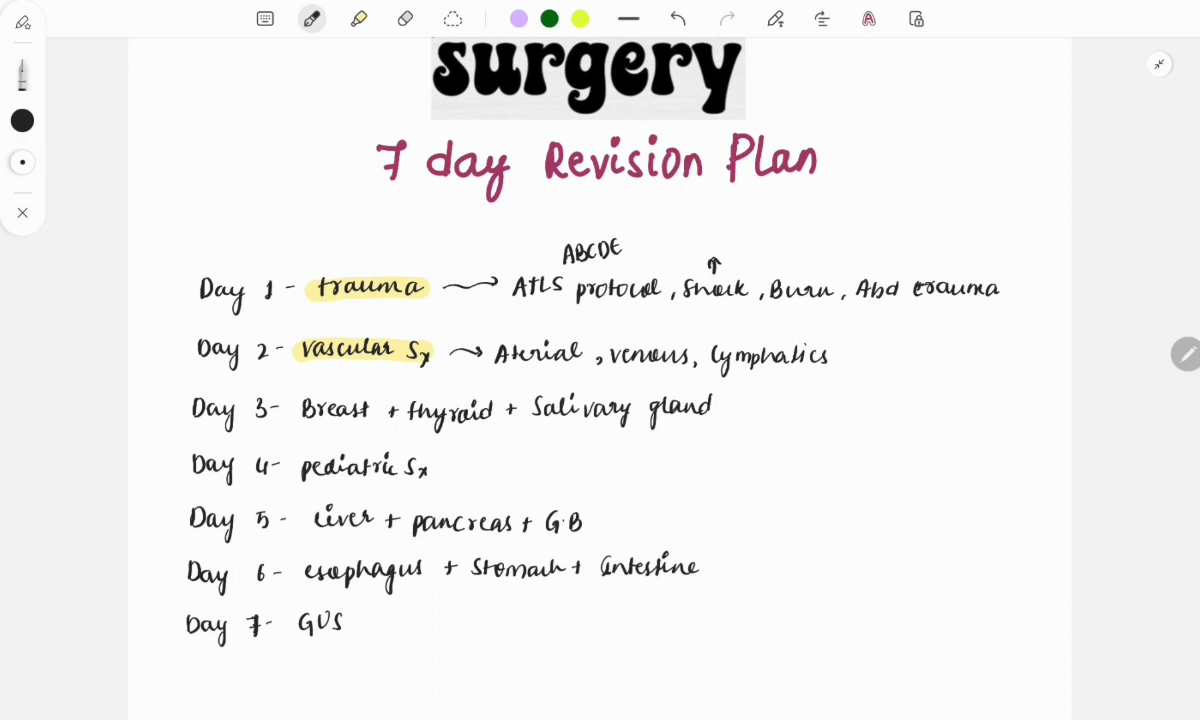 surgery
7 day Revision Plan
ABCDE
Day 1 - trauma → ATLS protocol, Shock, Burn, Abd trauma
Day 2 - vascular Sx → Aterial, venous, Lymphatics
Day 3- Breast + thyroid + Salivary gland
Day 4- pediatric Sx
Day 5 - Liver + pancreas + G.B
Day 6 - esophagus + Stomach + intestine
Day 7- GUS